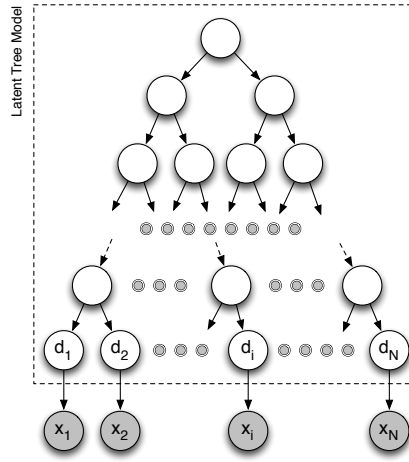 Latent Tree Model
d1 d2 di dN
x1 x2 xi xN